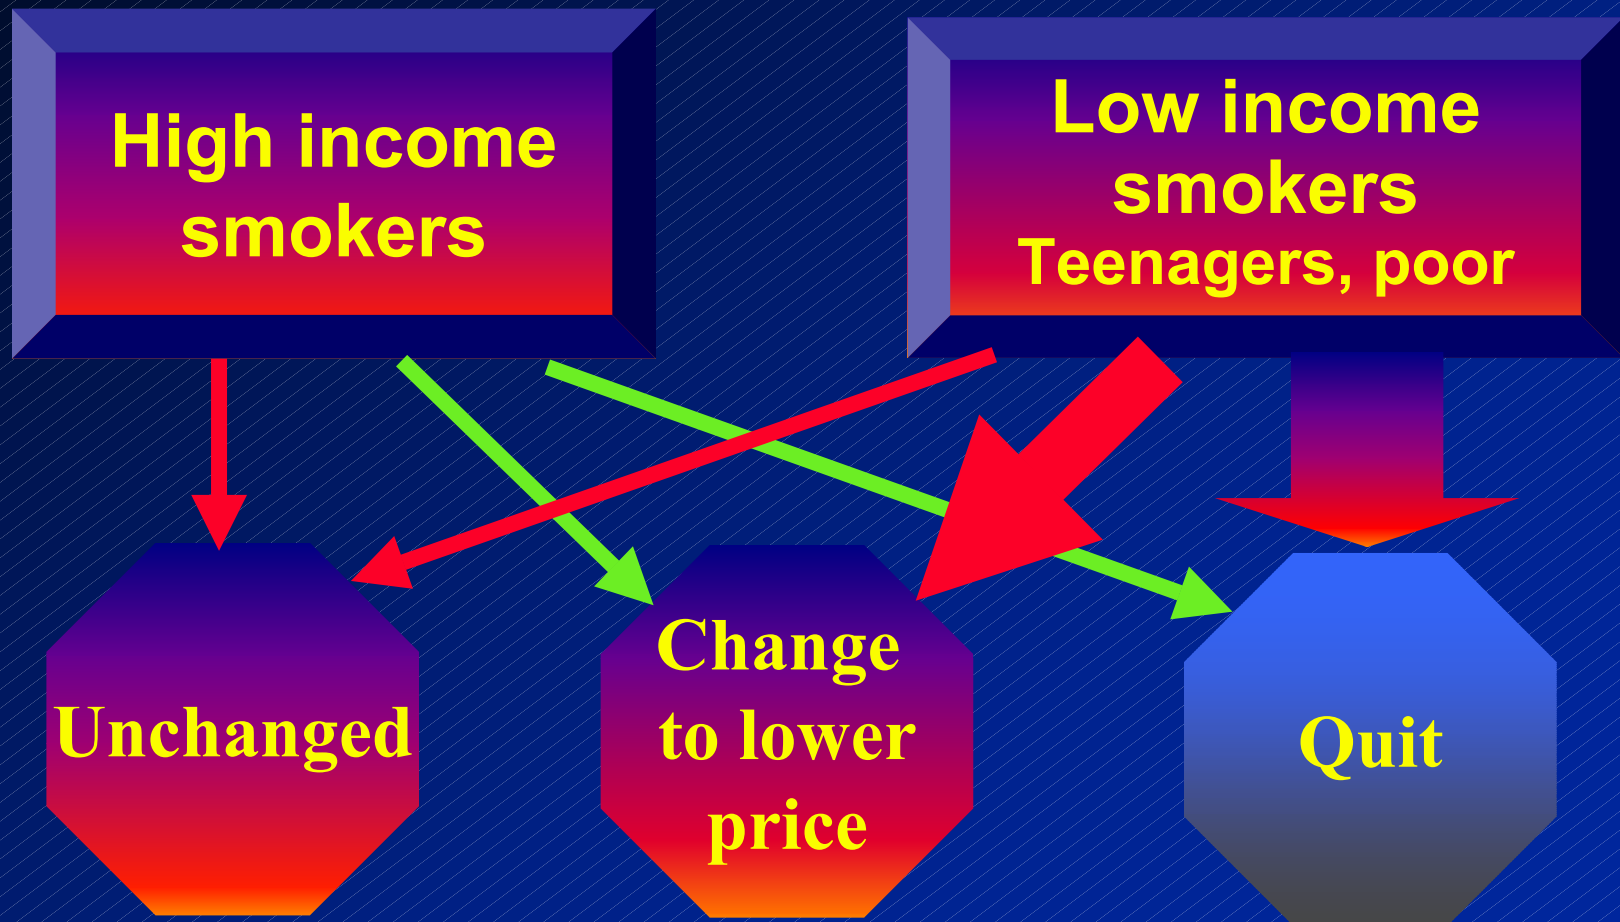 High income
smokers
Low income
smokers
Teenagers, poor
Unchanged
Change
to lower
price
Quit